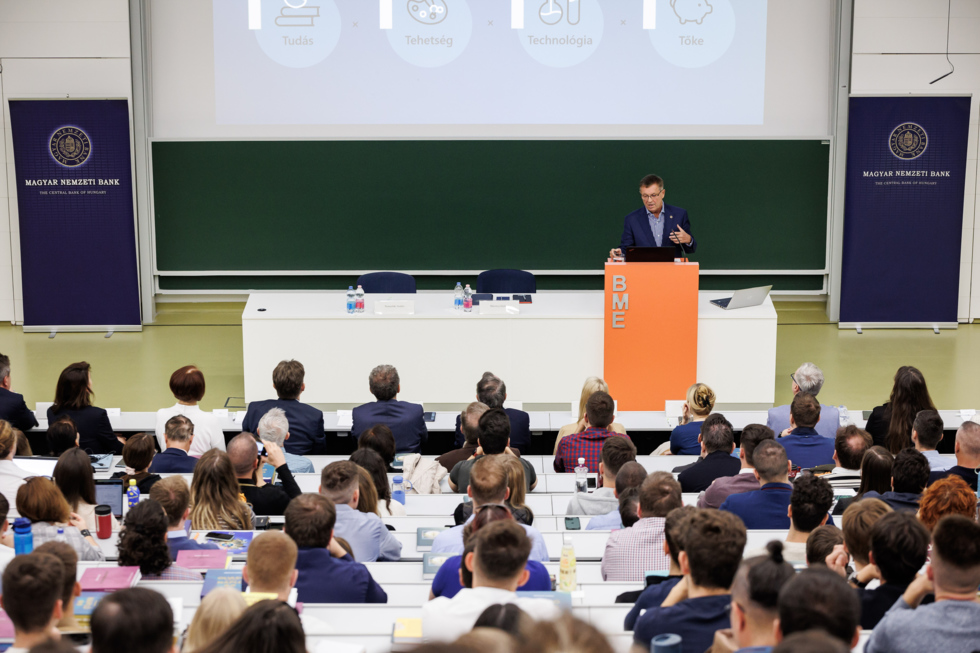 Tudás
Tehetség
Technológia
Tőke
MAGYAR NEMZETI BANK
THE CENTRAL BANK OF HUNGARY
MAGYAR NEMZETI BANK
THE CENTRAL BANK OF HUNGARY
BME